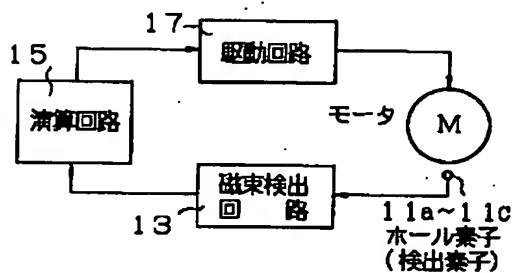 17
駆動回路
15
演算回路
モータ
M
磁束検出
回 路
13
11a~11c
ホール素子
(検出素子)